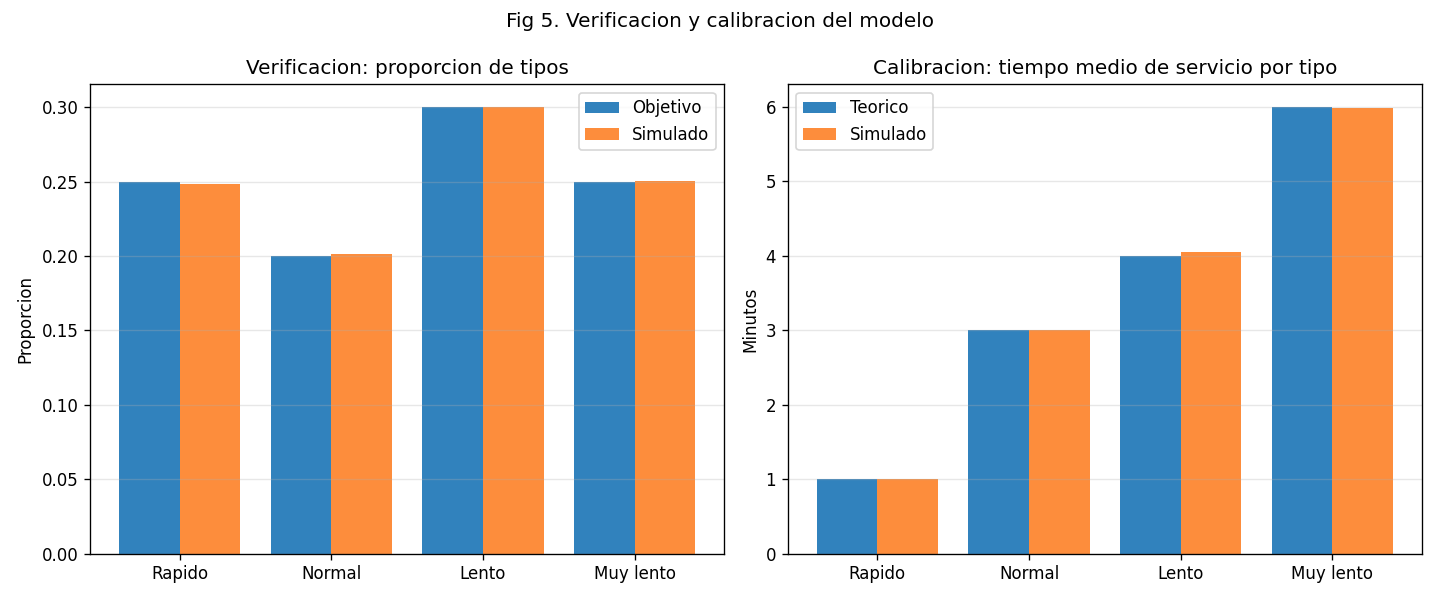 Fig 5. Verificacion y calibracion del modelo
Verificacion: proporcion de tipos
Proporcion
0.30
0.25
0.20
0.15
0.10
0.05
0.00
Objetivo
Simulado
Rapido
Normal
Lento
Muy lento
Calibracion: tiempo medio de servicio por tipo
Minutos
6
5
4
3
2
1
0
Teorico
Simulado
Rapido
Normal
Lento
Muy lento